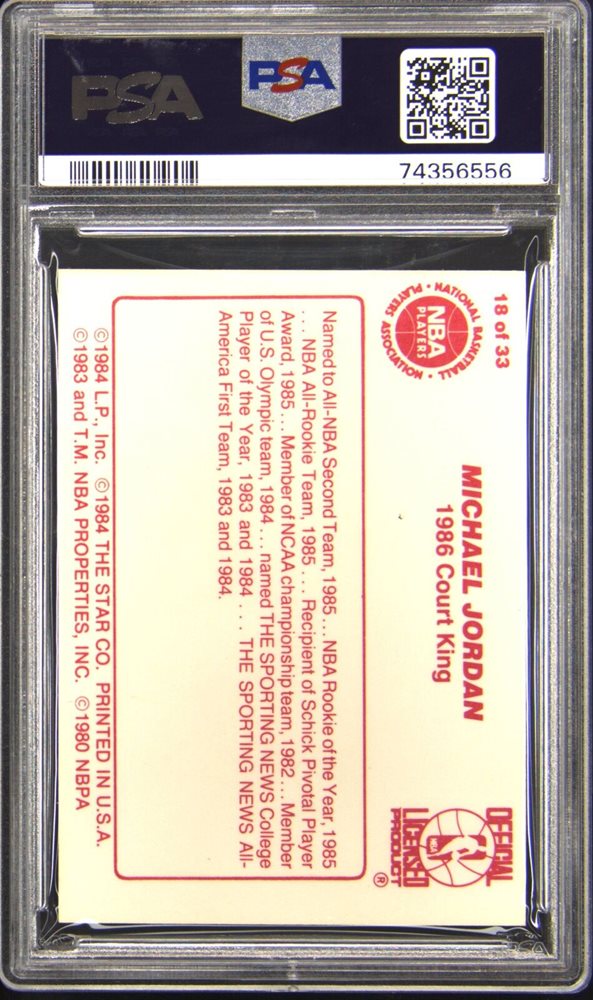 PSA
PSA
74356556
18 of 33
NATIONAL BASKETBALL
PLAYERS ASSOCIATION
NBA
PLAYERS
MICHAEL JORDAN
1986 Court King
OFFICIAL
NBA
LICENSED
PRODUCT
®
Named to All-NBA Second Team, 1985 ... NBA Rookie of the Year, 1985
... NBA All-Rookie Team, 1985 ... Recipient of Schick Pivotal Player
Award, 1985 ... Member of NCAA championship team, 1982 ... Member
of U.S. Olympic team, 1984 ... named THE SPORTING NEWS College
Player of the Year, 1983 and 1984 ... THE SPORTING NEWS All-
America First Team, 1983 and 1984.
©1984 L.P., Inc. ©1984 THE STAR CO. PRINTED IN U.S.A.
©1983 and T.M. NBA PROPERTIES, INC. ©1980 NBPA